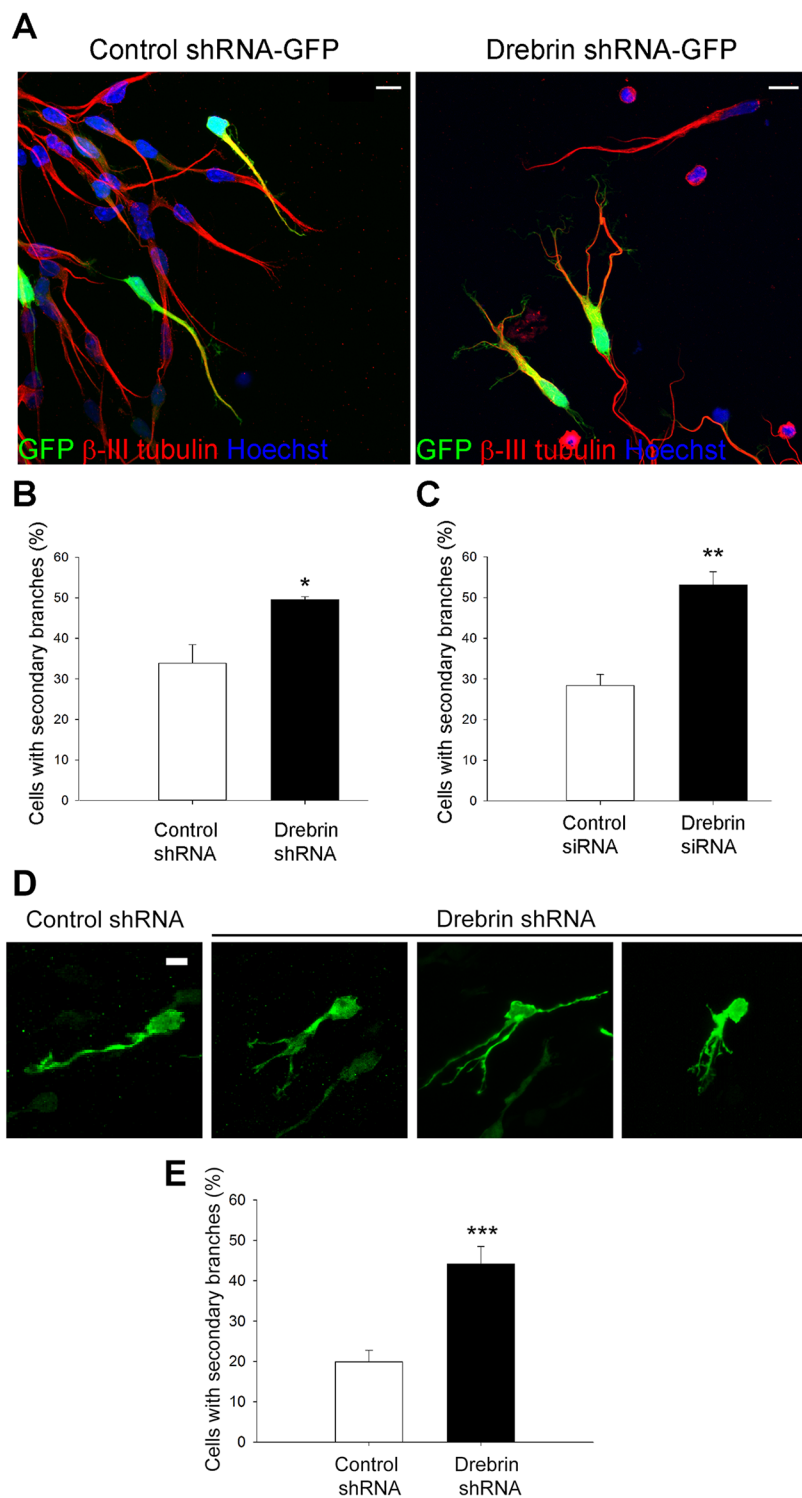 A
Control shRNA-GFP
Drebrin shRNA-GFP
GFP β-III tubulin Hoechst
GFP β-III tubulin Hoechst
B
Cells with secondary branches (%)
60
50
40
30
20
10
0
*
Control
shRNA
Drebrin
shRNA
C
Cells with secondary branches (%)
60
50
40
30
20
10
0
**
Control
siRNA
Drebrin
siRNA
D
Control shRNA
Drebrin shRNA
E
Cells with secondary branches (%)
60
50
40
30
20
10
0
***
Control
shRNA
Drebrin
shRNA